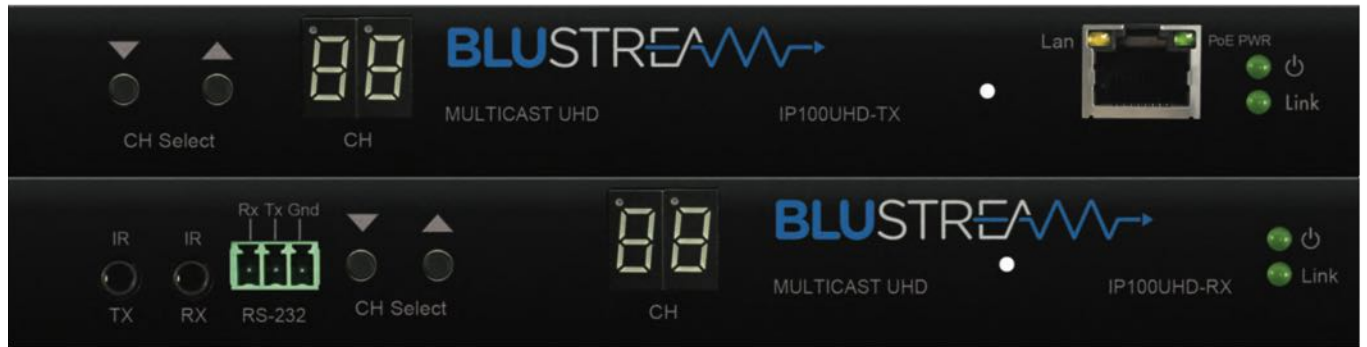 BLUSTREAM
Lan
PoE PWR
Link
MULTICAST UHD
IP100UHD-TX
CH Select
CH
Rx Tx Gnd
IR
IR
BLUSTREAM
Link
MULTICAST UHD
IP100UHD-RX
TX
RX
RS-232
CH Select
CH